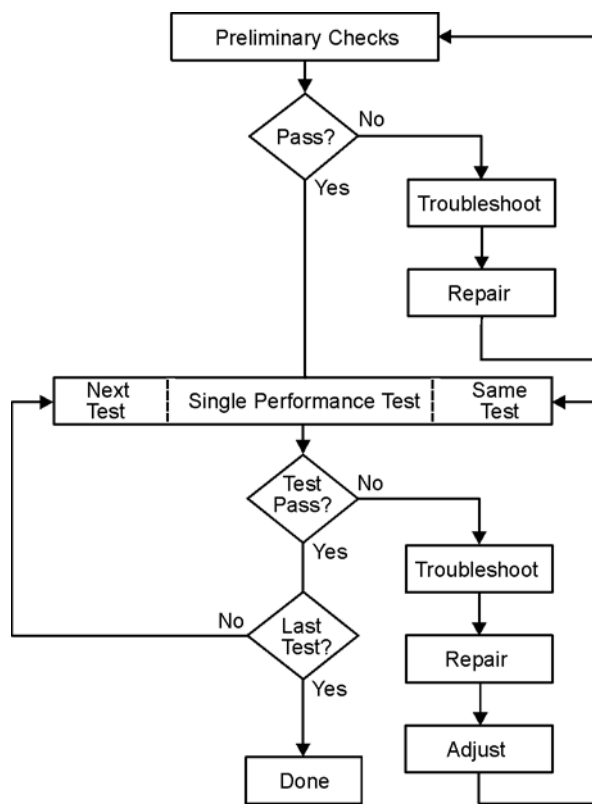 Preliminary Checks
Pass?
No
Yes
Troubleshoot
Repair
Next
Test
Single Performance Test
Same
Test
Test
Pass?
No
Yes
Troubleshoot
No
Last
Test?
Repair
Yes
Adjust
Done